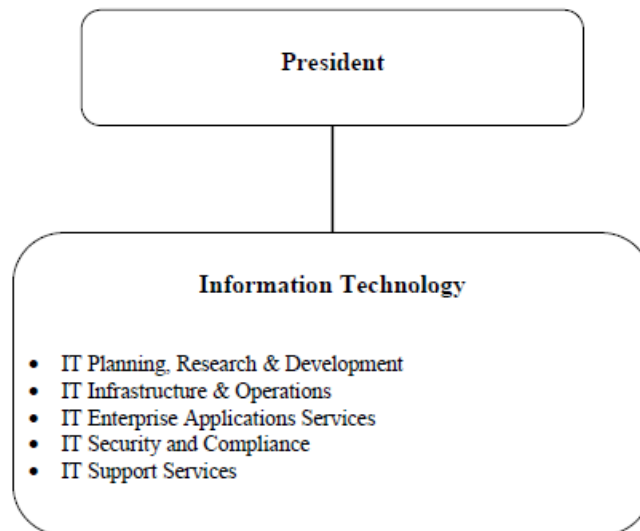 President
Information Technology
• IT Planning, Research & Development
• IT Infrastructure & Operations
• IT Enterprise Applications Services
• IT Security and Compliance
• IT Support Services